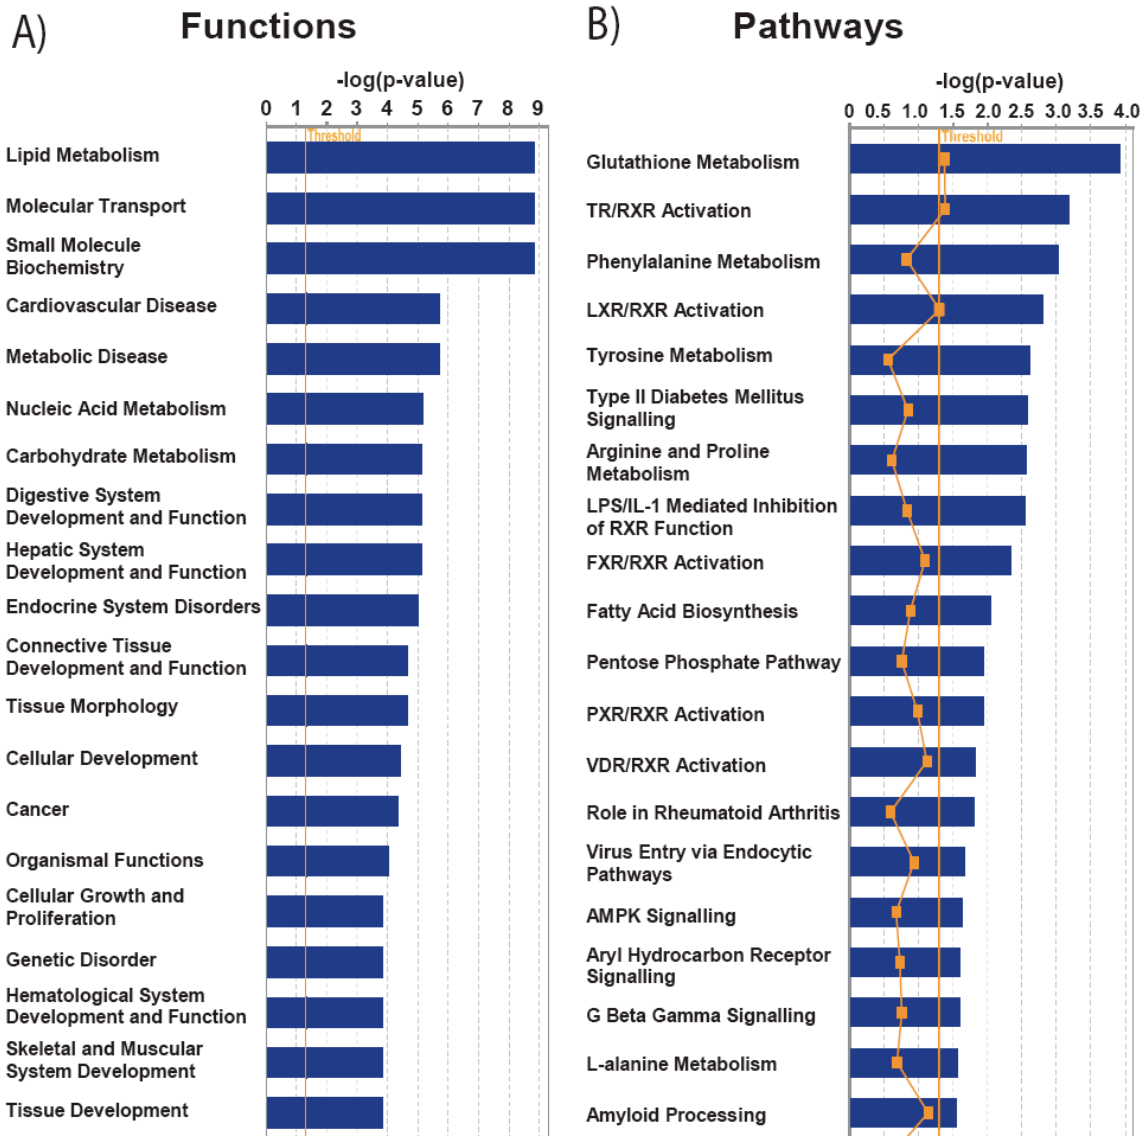 A)
Functions
-log(p-value)
0 1 2 3 4 5 6 7 8 9
Threshold
Lipid Metabolism
Molecular Transport
Small Molecule
Biochemistry
Cardiovascular Disease
Metabolic Disease
Nucleic Acid Metabolism
Carbohydrate Metabolism
Digestive System
Development and Function
Hepatic System
Development and Function
Endocrine System Disorders
Connective Tissue
Development and Function
Tissue Morphology
Cellular Development
Cancer
Organismal Functions
Cellular Growth and
Proliferation
Genetic Disorder
Hematological System
Development and Function
Skeletal and Muscular
System Development
Tissue Development
B)
Pathways
-log(p-value)
0 0.5 1.0 1.5 2.0 2.5 3.0 3.5 4.0
Threshold
Glutathione Metabolism
TR/RXR Activation
Phenylalanine Metabolism
LXR/RXR Activation
Tyrosine Metabolism
Type II Diabetes Mellitus
Signalling
Arginine and Proline
Metabolism
LPS/IL-1 Mediated Inhibition
of RXR Function
FXR/RXR Activation
Fatty Acid Biosynthesis
Pentose Phosphate Pathway
PXR/RXR Activation
VDR/RXR Activation
Role in Rheumatoid Arthritis
Virus Entry via Endocytic
Pathways
AMPK Signalling
Aryl Hydrocarbon Receptor
Signalling
G Beta Gamma Signalling
L-alanine Metabolism
Amyloid Processing